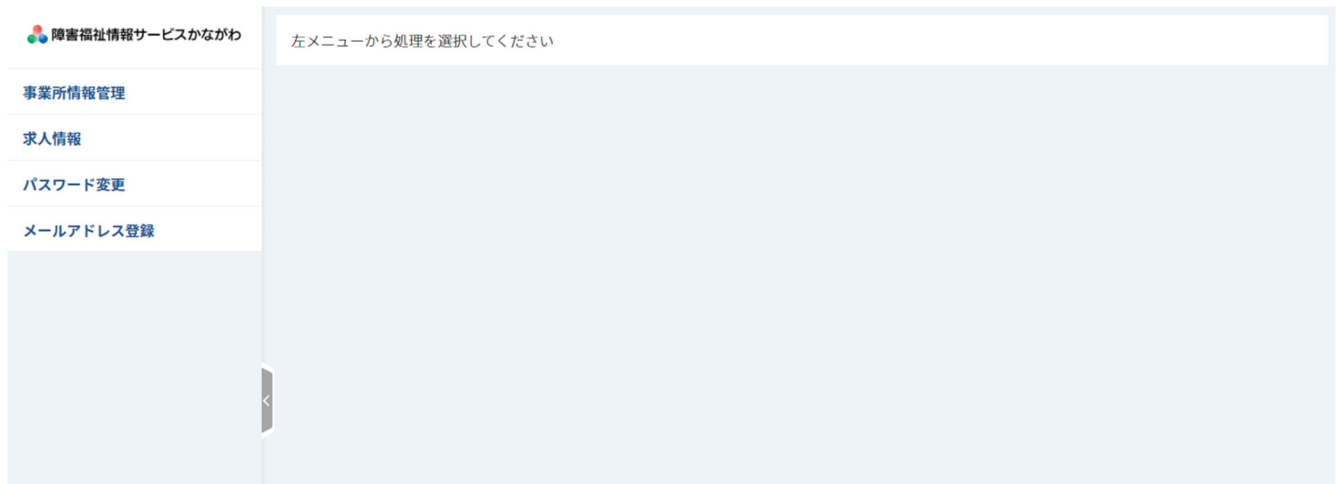 障害福祉情報サービスかながわ
左メニューから処理を選択してください
事業所情報管理
求人情報
パスワード変更
メールアドレス登録